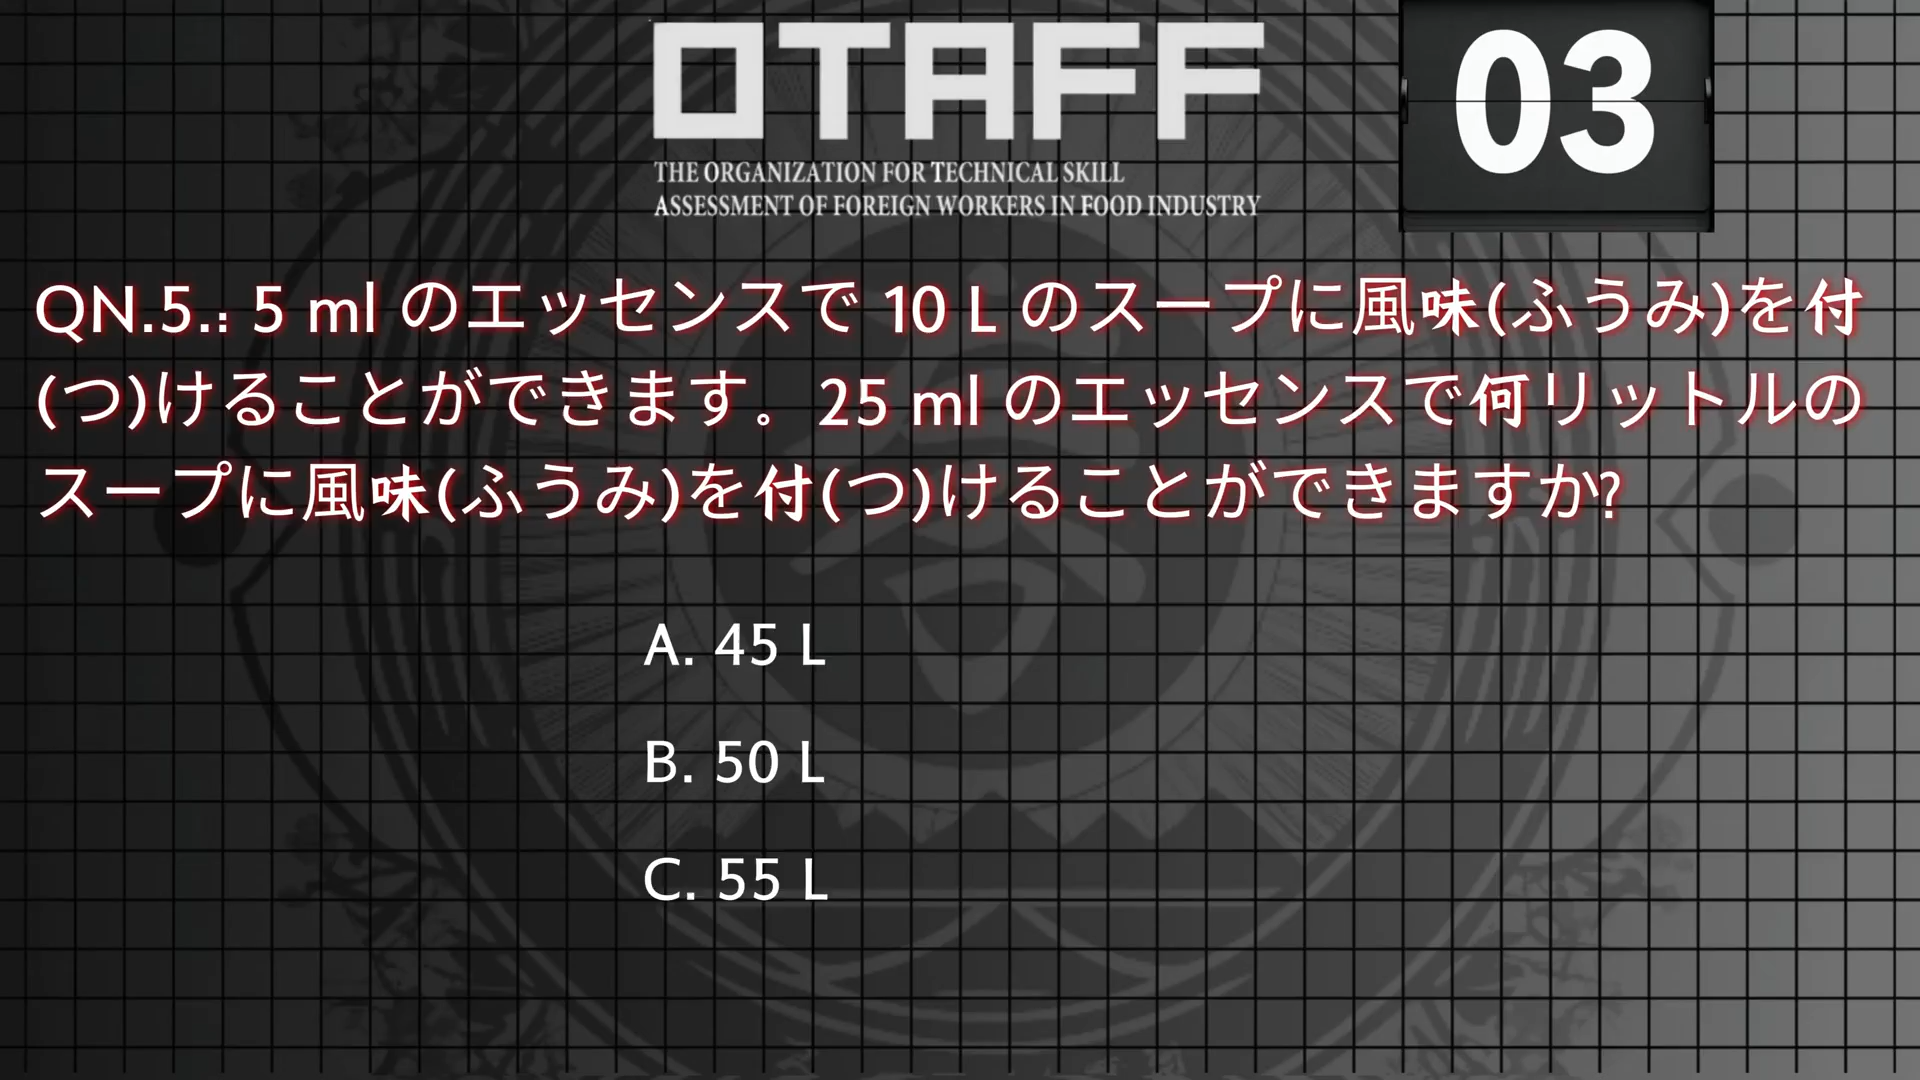 OTAFF
03
THE ORGANIZATION FOR TECHNICAL SKILL
ASSESSMENT OF FOREIGN WORKERS IN FOOD INDUSTRY
QN.5.: 5 ml のエッセンスで 10 L のスープに風味(ふうみ)を付
(つ)けることができます。25 ml のエッセンスで何リットルの
スープに風味(ふうみ)を付(つ)けることができますか?
A. 45 L
B. 50 L
C. 55 L